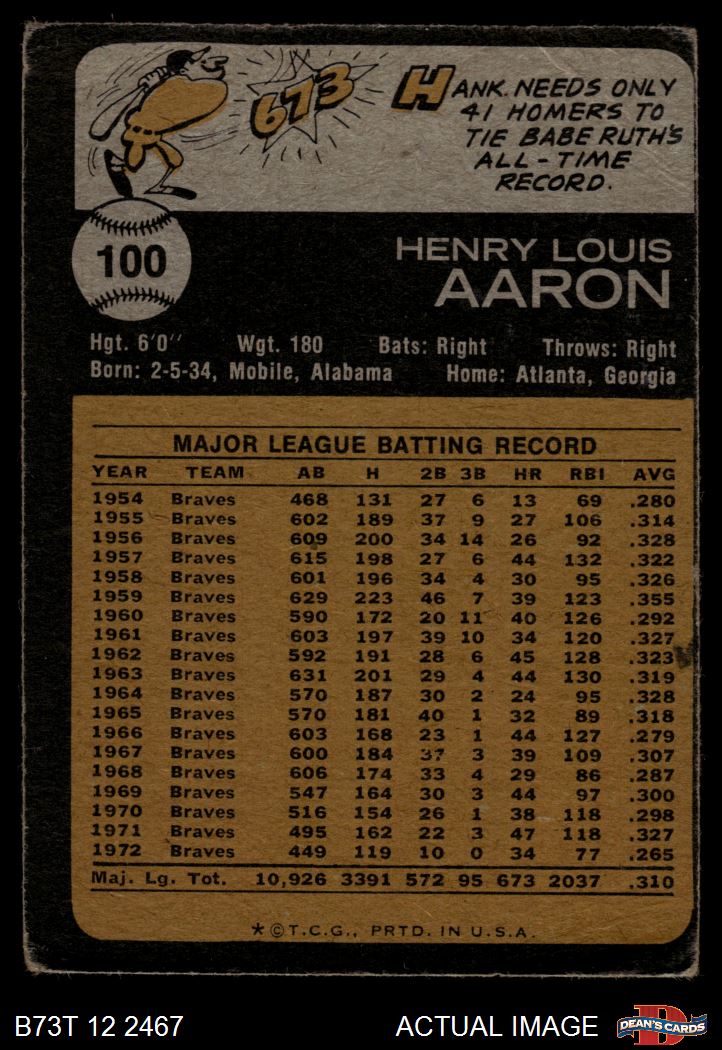 673
HANK NEEDS ONLY
41 HOMERS TO
TIE BABE RUTH'S
ALL-TIME
RECORD.
100
HENRY LOUIS
AARON
Hgt. 6'0" Wgt. 180 Bats: Right Throws: Right
Born: 2-5-34, Mobile, Alabama Home: Atlanta, Georgia
MAJOR LEAGUE BATTING RECORD
YEAR TEAM AB H 2B 3B HR RBI AVG
1954 Braves 468 131 27 6 13 69 .280
1955 Braves 602 189 37 9 27 106 .314
1956 Braves 609 200 34 14 26 92 .328
1957 Braves 615 198 27 6 44 132 .322
1958 Braves 601 196 34 4 30 95 .326
1959 Braves 629 223 46 7 39 123 .355
1960 Braves 590 172 20 11 40 126 .292
1961 Braves 603 197 39 10 34 120 .327
1962 Braves 592 191 28 6 45 128 .323
1963 Braves 631 201 29 4 44 130 .319
1964 Braves 570 187 30 2 24 95 .328
1965 Braves 570 181 40 1 32 89 .318
1966 Braves 603 168 23 1 44 127 .279
1967 Braves 600 184 37 3 39 109 .307
1968 Braves 606 174 33 4 29 86 .287
1969 Braves 547 164 30 3 44 97 .300
1970 Braves 516 154 26 1 38 118 .298
1971 Braves 495 162 22 3 47 118 .327
1972 Braves 449 119 10 0 34 77 .265
Maj. Lg. Tot. 10,926 3391 572 95 673 2037 .310
*©T.C.G., PRTD. IN U.S.A.
B73T 12 2467 ACTUAL IMAGE D DEAN'S CARDS